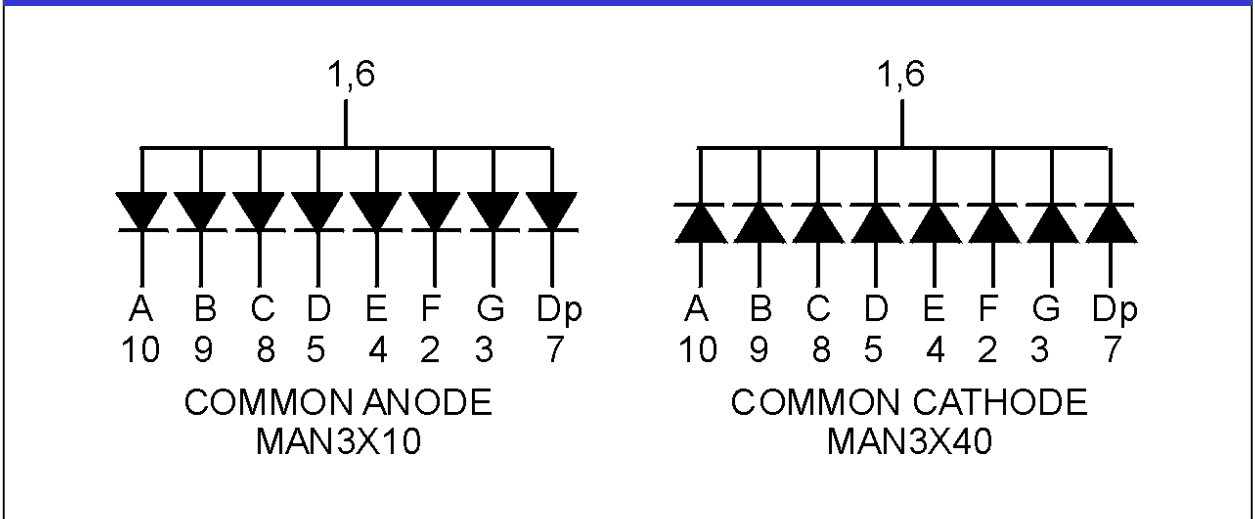 1,6
A B C D E F G Dp
10 9 8 5 4 2 3 7
COMMON ANODE
MAN3X10
1,6
A B C D E F G Dp
10 9 8 5 4 2 3 7
COMMON CATHODE
MAN3X40